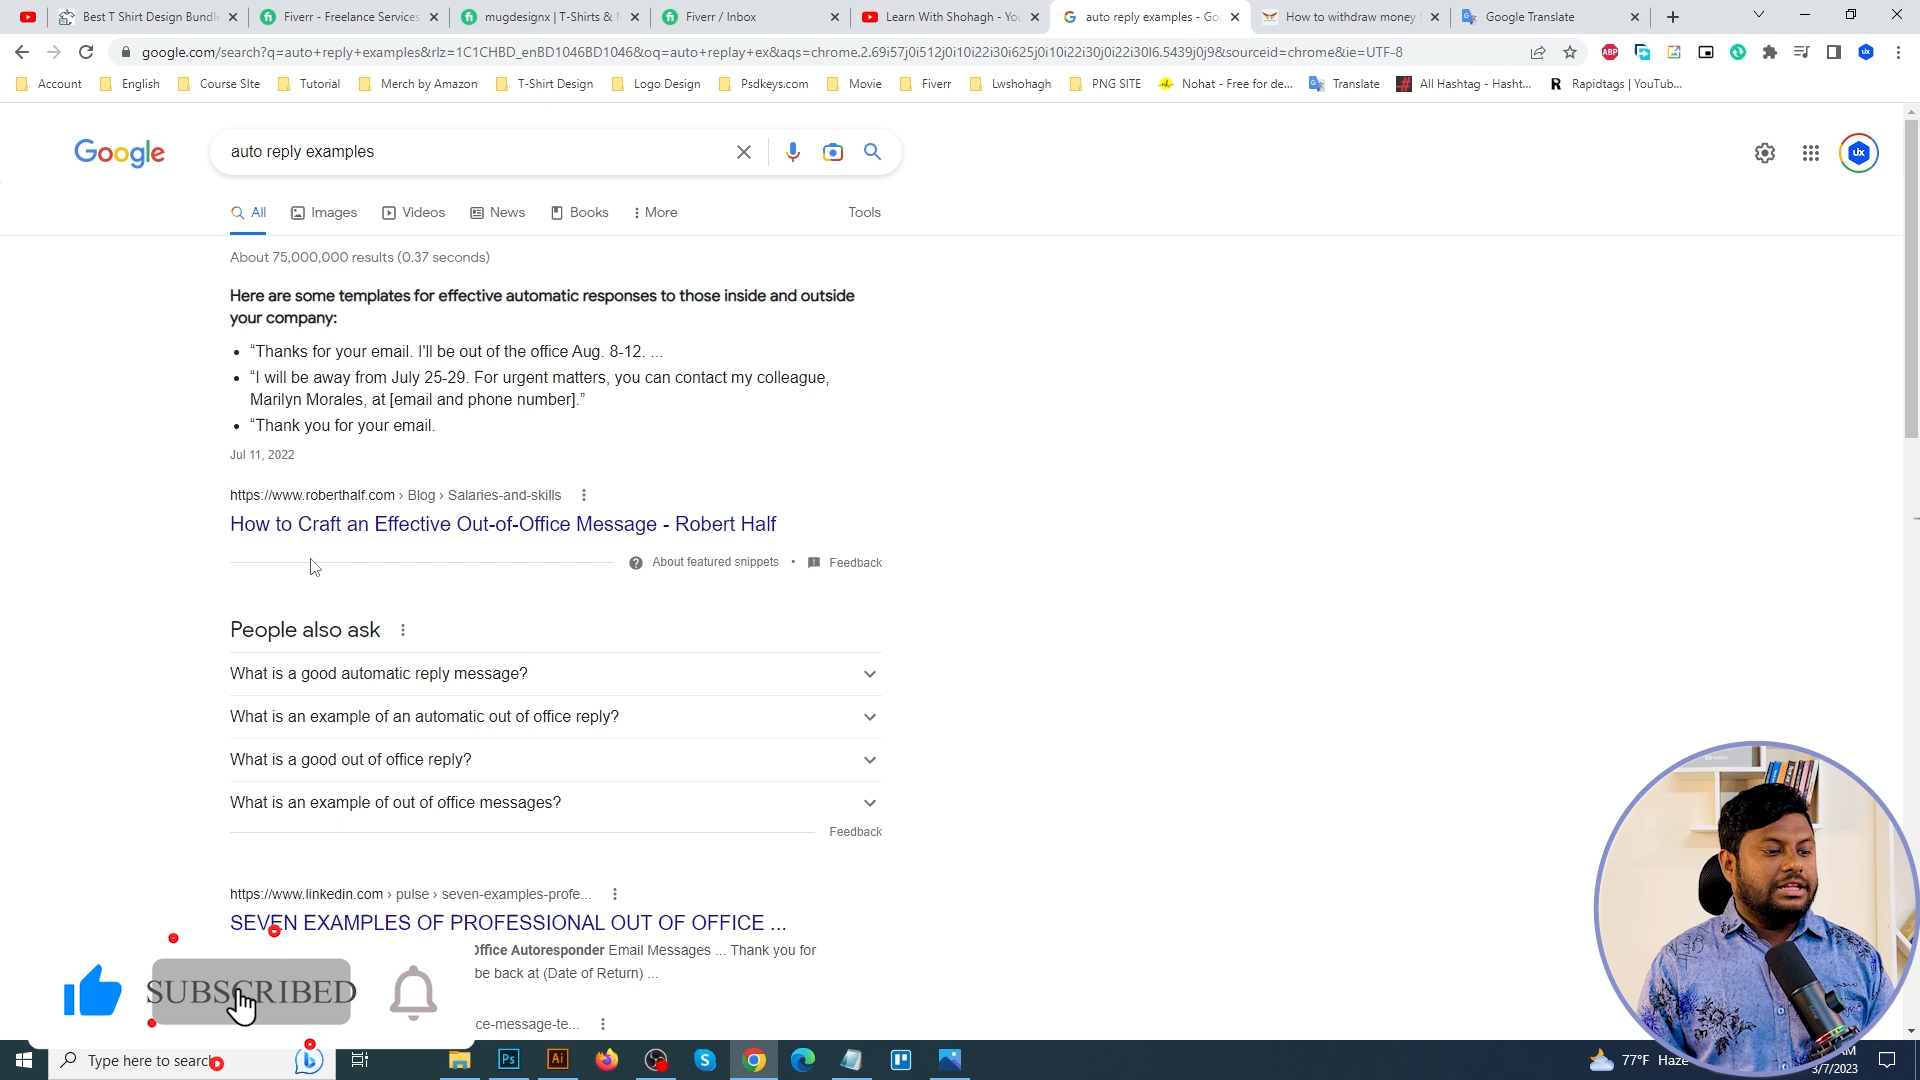 Best T Shirt Design Bundle
Fiverr - Freelance Services
mugdesignx | T-Shirts &
Fiverr / Inbox
Learn With Shohagh - You
auto reply examples - Goo
How to withdraw money
Google Translate
google.com/search?q=auto+reply+examples&rlz=1C1CHBD_enBD1046BD1046&oq=auto+replay+ex&aqs=chrome.2.69i57j0i512j0i10i22i30i625j0i10i22i30j0i22i30l6.5439j0j9&sourceid=chrome&ie=UTF-8
ABP
UX
Account
English
Course SIte
Tutorial
Merch by Amazon
T-Shirt Design
Logo Design
Psdkeys.com
Movie
Fiverr
Lwshohagh
PNG SITE
Nohat - Free for de...
Translate
All Hashtag - Hasht...
R Rapidtags | YouTub...
Google
auto reply examples
UX
All
Images
Videos
News
Books
More
Tools
About 75,000,000 results (0.37 seconds)
Here are some templates for effective automatic responses to those inside and outside
your company:
• “Thanks for your email. I'll be out of the office Aug. 8-12. ...
• “I will be away from July 25-29. For urgent matters, you can contact my colleague,
Marilyn Morales, at [email and phone number].”
• “Thank you for your email.
Jul 11, 2022
https://www.roberthalf.com › Blog › Salaries-and-skills
How to Craft an Effective Out-of-Office Message - Robert Half
About featured snippets • Feedback
People also ask
What is a good automatic reply message?
What is an example of an automatic out of office reply?
What is a good out of office reply?
What is an example of out of office messages?
Feedback
https://www.linkedin.com › pulse › seven-examples-profe...
SEVEN EXAMPLES OF PROFESSIONAL OUT OF OFFICE ...
ffice Autoresponder Email Messages ... Thank you for
be back at (Date of Return) ...
SUBSCRIBED
ce-message-te...
Type here to search
Ps
Ai
77°F Haze
AM
3/7/2023